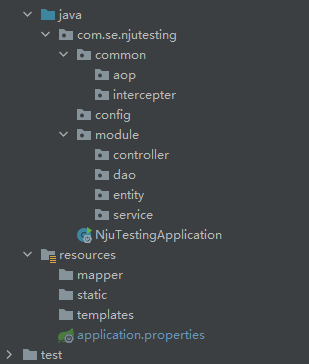 java
com.se.njutesting
common
aop
intercepter
config
module
controller
dao
entity
service
NjuTestingApplication
resources
mapper
static
templates
application.properties
test